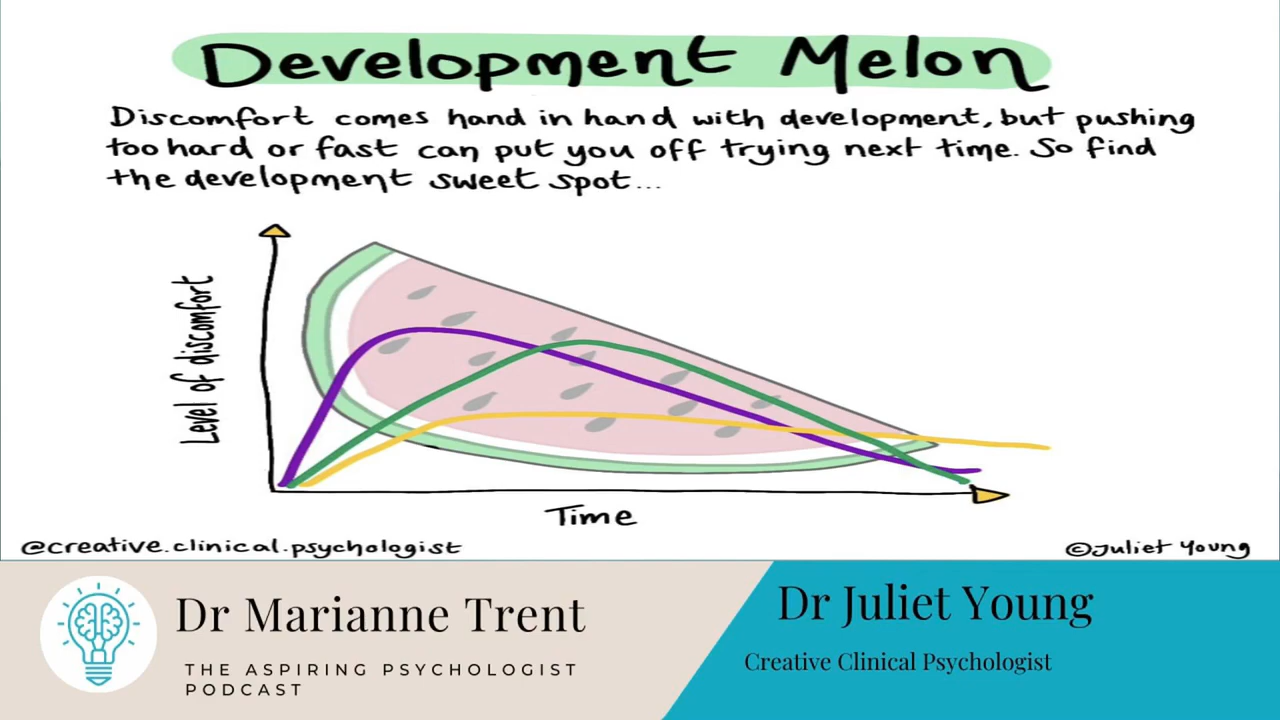 Development Melon
Discomfort comes hand in hand with development, but pushing
too hard or fast can put you off trying next time. So find
the development sweet spot...
Level of discomfort
Time
@creative.clinical.psychologist
©Juliet Young
Dr Marianne Trent
THE ASPIRING PSYCHOLOGIST
PODCAST
Dr Juliet Young
Creative Clinical Psychologist